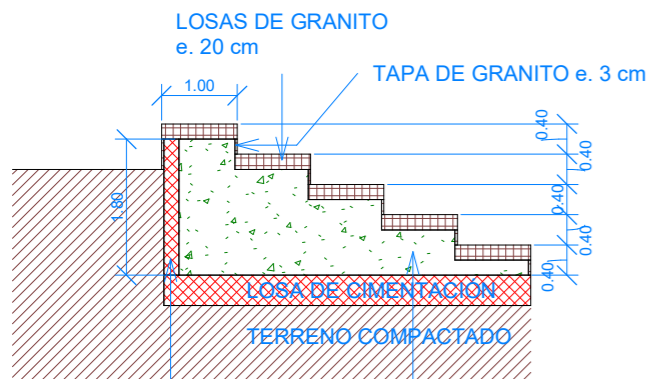 LOSAS DE GRANITO
e. 20 cm
TAPA DE GRANITO e. 3 cm
1.00
0.40
0.40
0.40
0.40
0.40
1.80
LOSA DE CIMENTACIÓN
TERRENO COMPACTADO